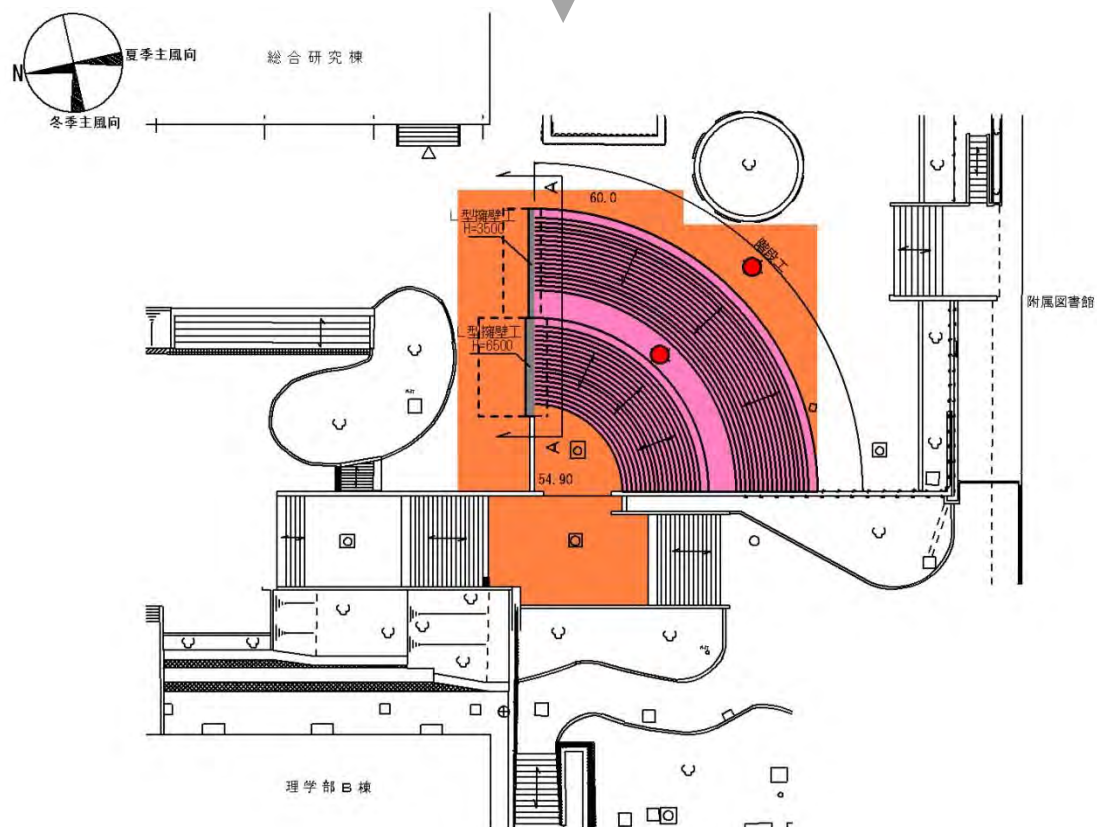 夏季主風向
N
冬季主風向
総合研究棟
A
60.0
L型擁壁工
H=3500
階段工
附属図書館
L型擁壁工
H=6500
A
54.90
理学部B棟